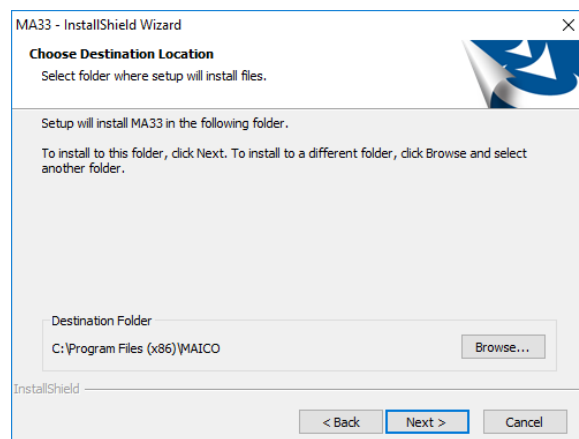 MA33 - InstallShield Wizard
Choose Destination Location
Select folder where setup will install files.
Setup will install MA33 in the following folder.
To install to this folder, click Next. To install to a different folder, click Browse and select
another folder.
Destination Folder
C:\Program Files (x86)\MAICO
Browse...
InstallShield
< Back
Next >
Cancel